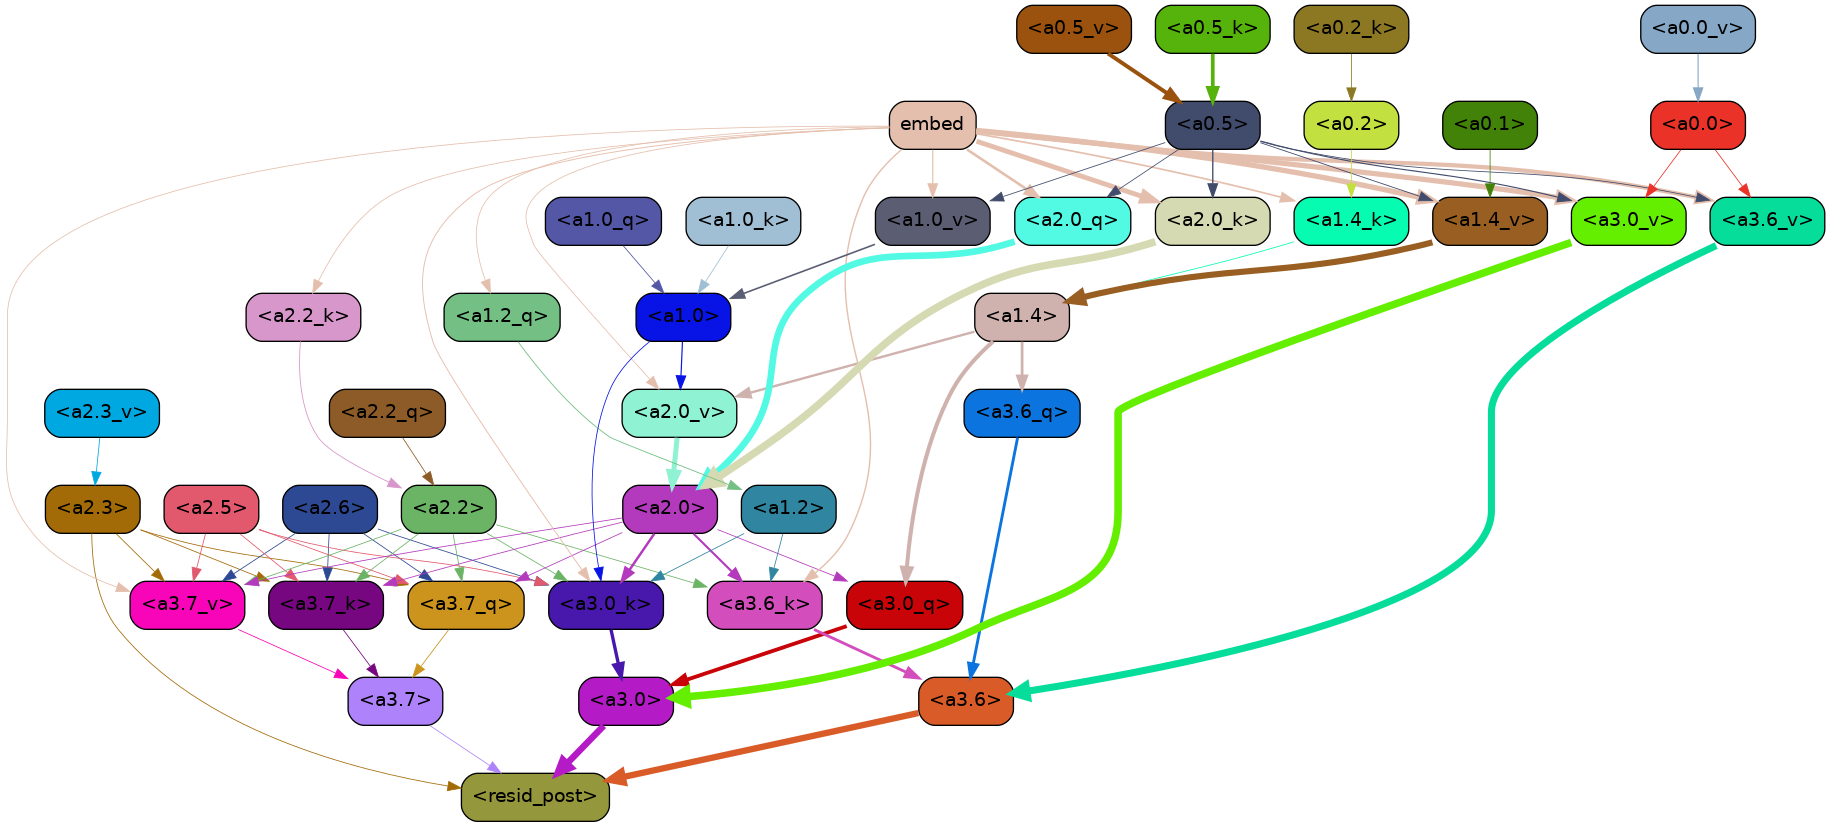 <a0.5_v> <a0.5_k> <a0.2_k> <a0.0_v>
embed <a0.5> <a0.2> <a0.1> <a0.0>
<a1.0_q> <a1.0_k> <a1.0_v> <a2.0_q> <a2.0_k> <a1.4_k> <a1.4_v> <a3.0_v> <a3.6_v>
<a2.2_k> <a1.2_q> <a1.0> <a1.4>
<a2.3_v> <a2.2_q> <a2.0_v> <a3.6_q>
<a2.3> <a2.5> <a2.6> <a2.2> <a2.0> <a1.2>
<a3.7_v> <a3.7_k> <a3.7_q> <a3.0_k> <a3.6_k> <a3.0_q>
<a3.7> <a3.0> <a3.6>
<resid_post>